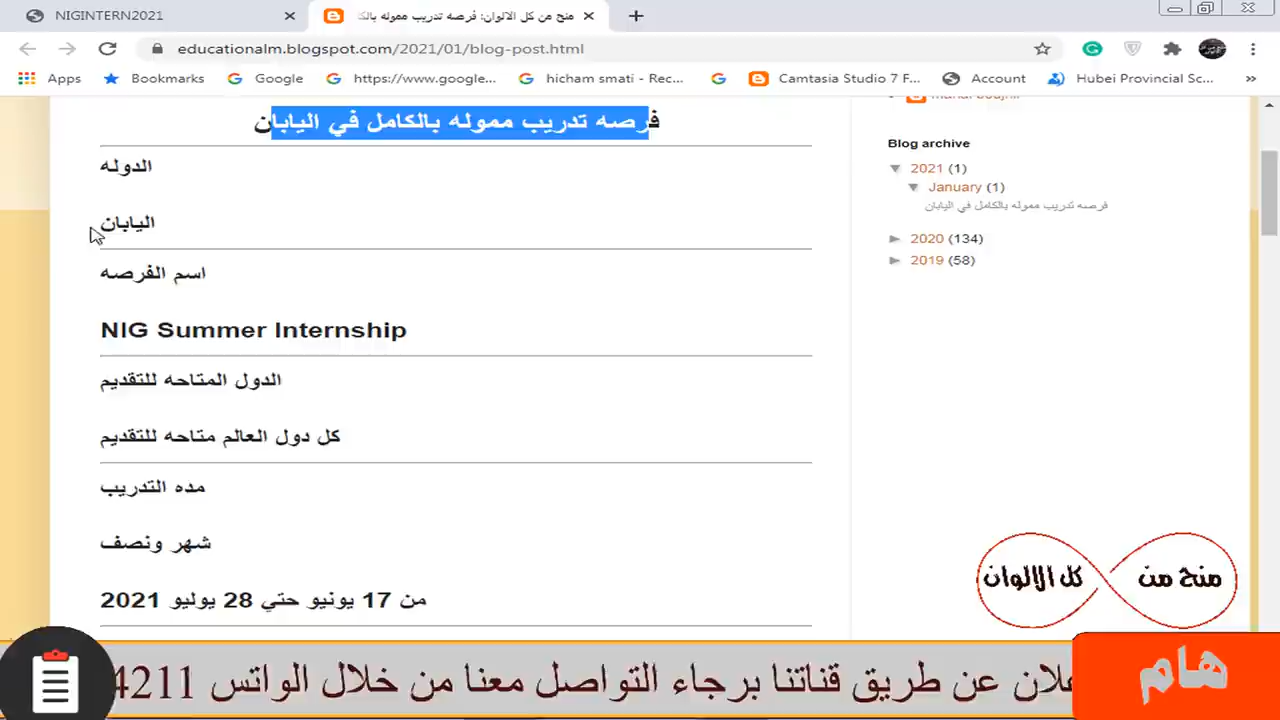 NIGINTERN2021
منح من كل الالوان: فرصه تدريب مموله بالكا
educationalm.blogspot.com/2021/01/blog-post.html
Apps
Bookmarks
Google
https://www.google...
hicham smati - Rec...
Camtasia Studio 7 F...
Account
Hubei Provincial Sc...
»
فرصه تدريب مموله بالكامل في اليابان
الدوله
اليابان
اسم الفرصه
NIG Summer Internship
الدول المتاحه للتقديم
كل دول العالم متاحه للتقديم
مده التدريب
شهر ونصف
من 17 يونيو حتي 28 يوليو 2021
Blog archive
▼ 2021 (1)
▼ January (1)
فرصه تدريب مموله بالكامل في اليابان
► 2020 (134)
► 2019 (58)
منح من كل الالوان
هام
علان عن طريق قناتنا برجاء التواصل معنا من خلال الواتس 4211